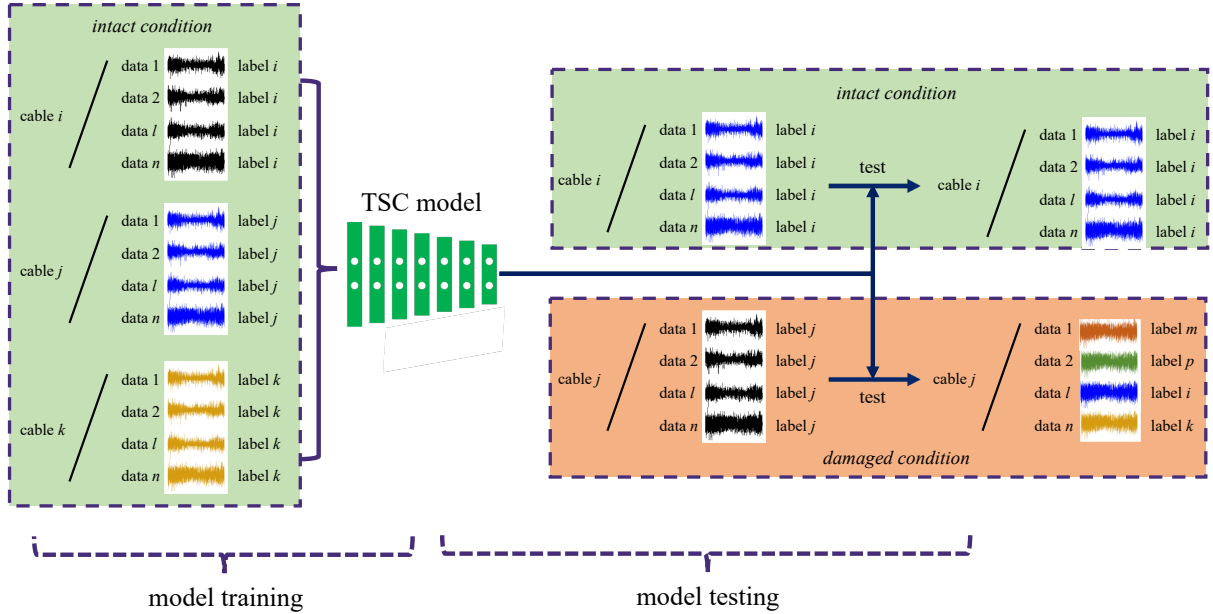 intact condition
cable i
data 1 label i
data 2 label i
data l label i
data n label i
cable j
data 1 label j
data 2 label j
data l label j
data n label j
cable k
data 1 label k
data 2 label k
data l label k
data n label k
TSC model
intact condition
cable i
data 1 label i
data 2 label i
data l label i
data n label i
test
cable i
data 1 label i
data 2 label i
data l label i
data n label i
cable j
data 1 label j
data 2 label j
data l label j
data n label j
test
cable j
data 1 label m
data 2 label p
data l label i
data n label k
damaged condition
model training
model testing